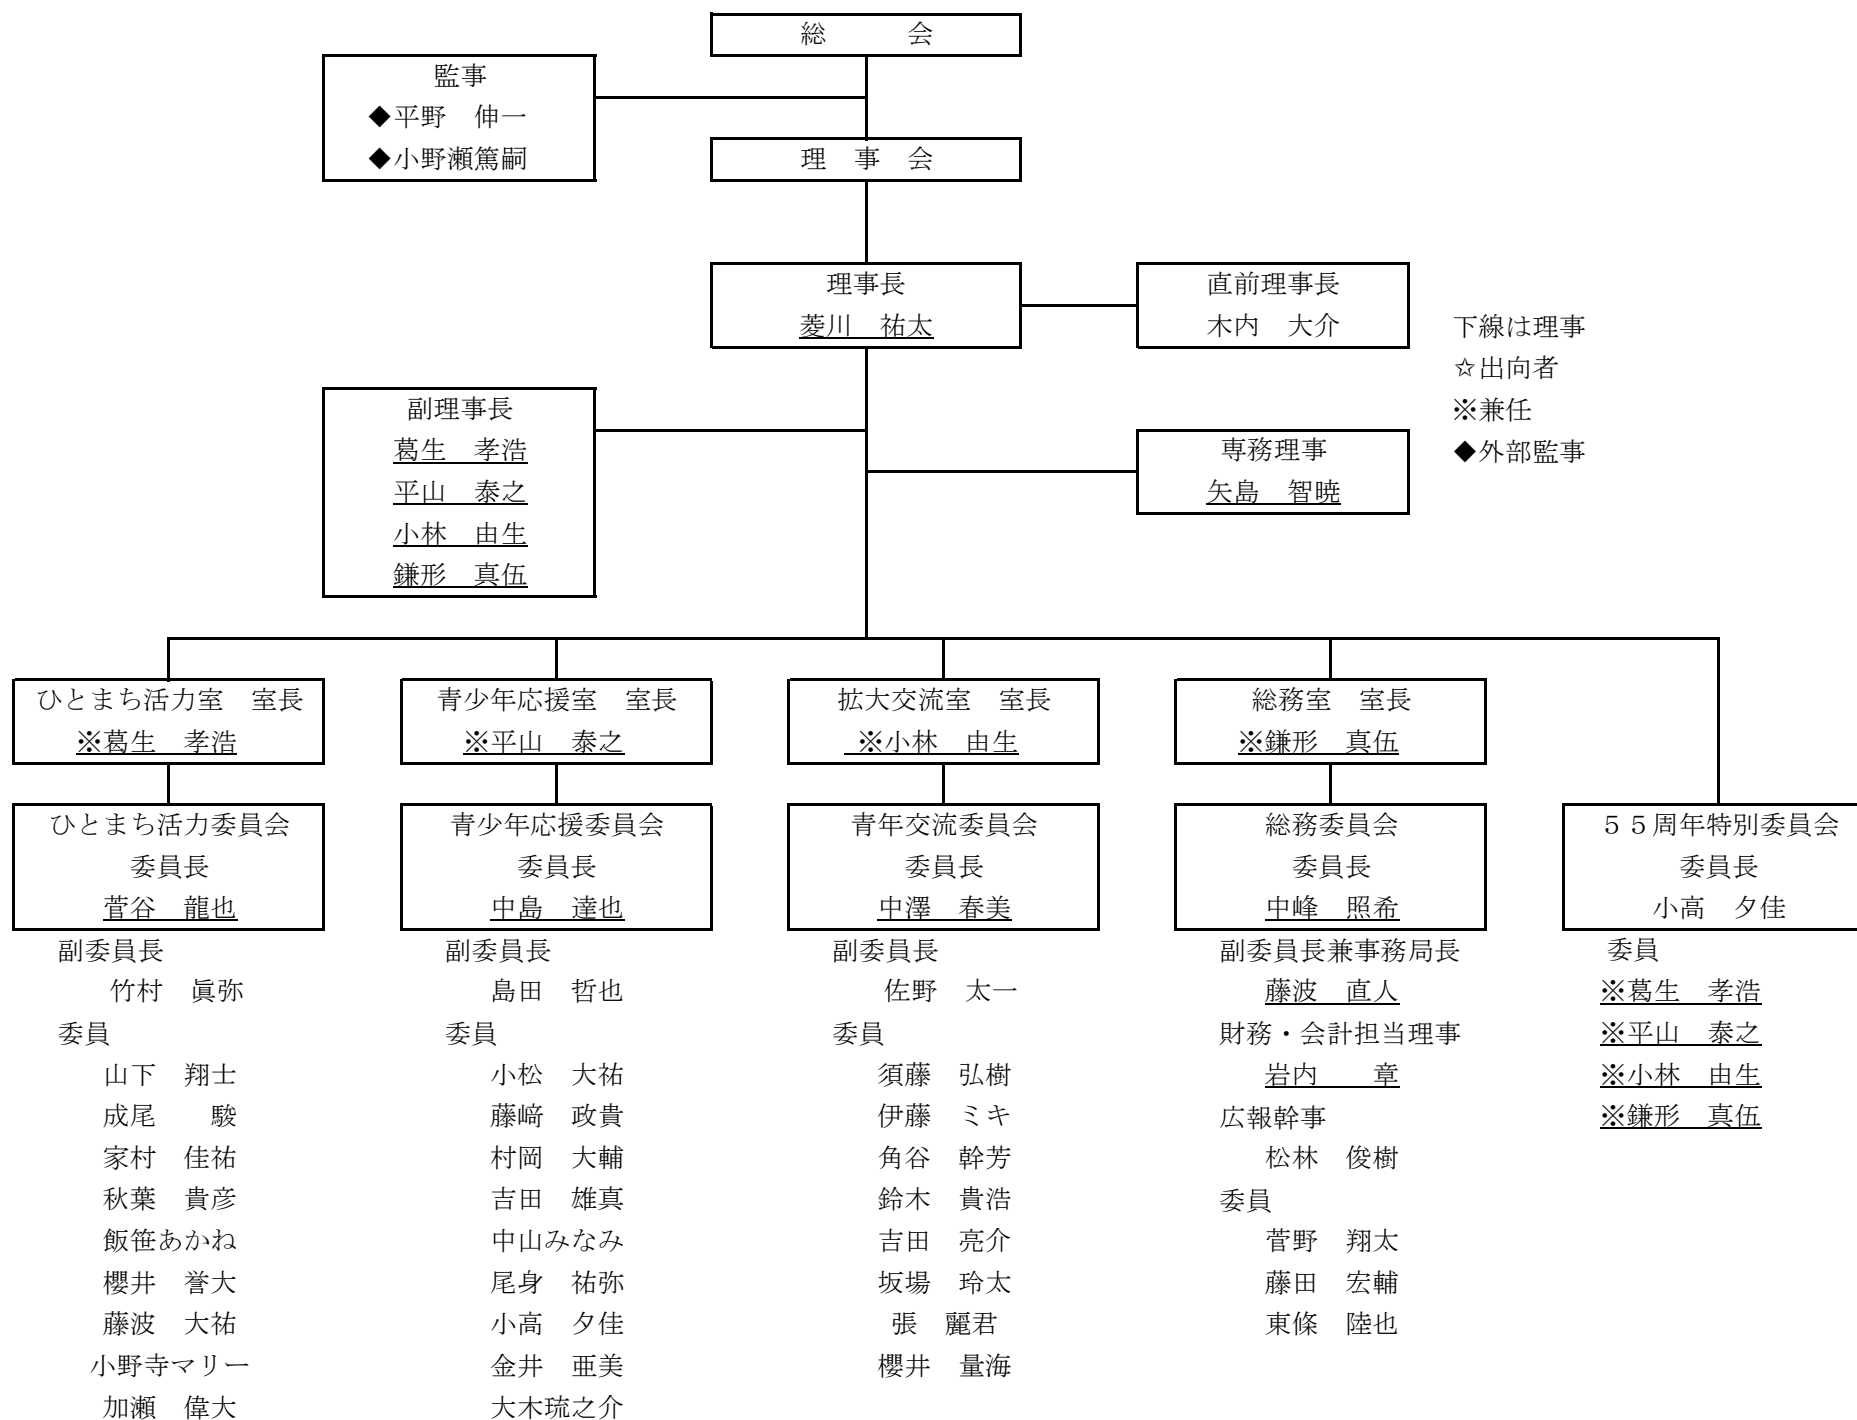 総　　　会
監事
◆平野　伸一
◆小野瀬篤嗣
理　事　会
理事長
菱川　祐太
直前理事長
木内　大介
下線は理事
☆出向者
※兼任
◆外部監事
副理事長
葛生　孝浩
平山　泰之
小林　由生
鎌形　真伍
専務理事
矢島　智暁
ひとまち活力室　室長
※葛生　孝浩
青少年応援室　室長
※平山　泰之
拡大交流室　室長
※小林　由生
総務室　室長
※鎌形　真伍
ひとまち活力委員会
委員長
菅谷　龍也
副委員長
竹村　眞弥
委員
山下　翔士
成尾　　駿
家村　佳祐
秋葉　貴彦
飯笹あかね
櫻井　誉大
藤波　大祐
小野寺マリー
加瀬　偉大
青少年応援委員会
委員長
中島　達也
副委員長
島田　哲也
委員
小松　大祐
藤﨑　政貴
村岡　大輔
吉田　雄真
中山みなみ
尾身　祐弥
小高　夕佳
金井　亜美
大木琉之介
青年交流委員会
委員長
中澤　春美
副委員長
佐野　太一
委員
須藤　弘樹
伊藤　ミキ
角谷　幹芳
鈴木　貴浩
吉田　亮介
坂場　玲太
張　麗君
櫻井　量海
総務委員会
委員長
中峰　照希
副委員長兼事務局長
藤波　直人
財務・会計担当理事
岩内　　章
広報幹事
松林　俊樹
委員
菅野　翔太
藤田　宏輔
東條　陸也
５５周年特別委員会
委員長
小高　夕佳
委員
※葛生　孝浩
※平山　泰之
※小林　由生
※鎌形　真伍